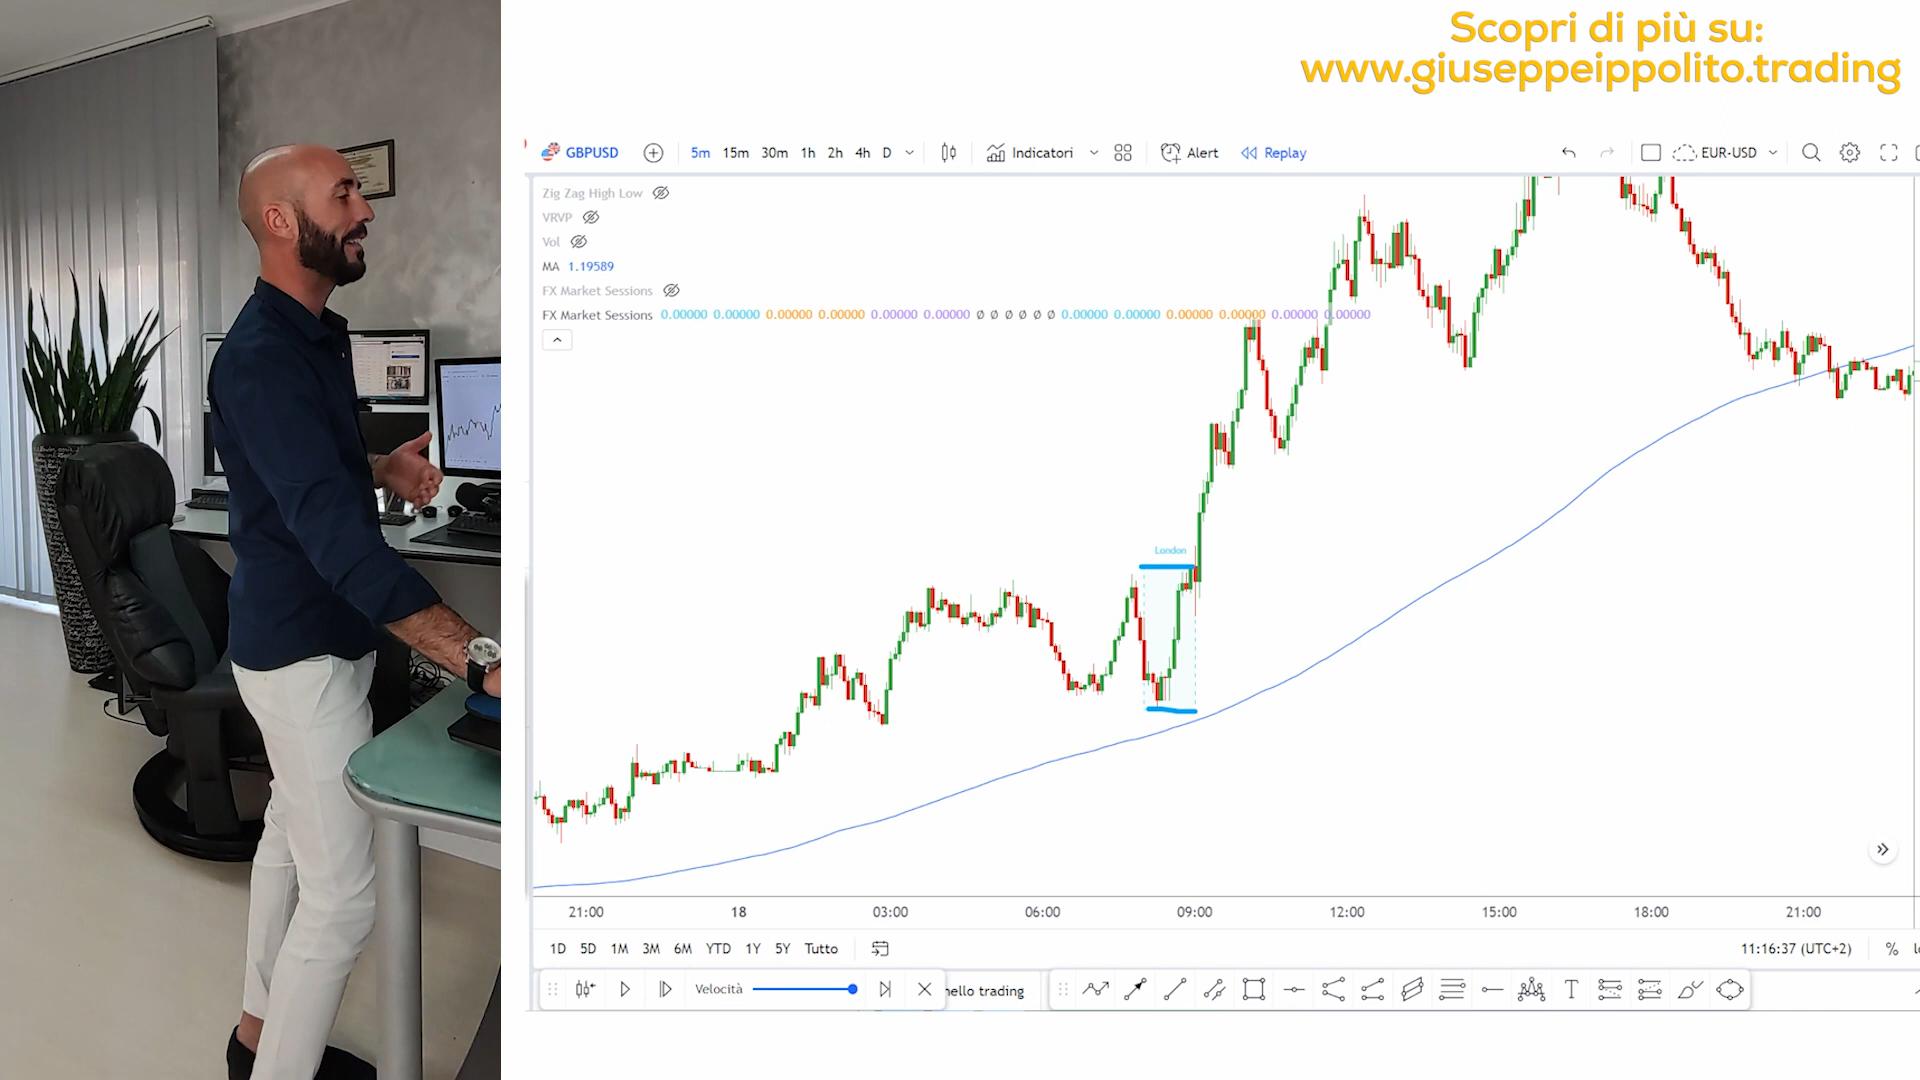 Scopri di più su:
www.giuseppeippolito.trading
GBPUSD 5m 15m 30m 1h 2h 4h D Indicatori Alert Replay EUR-USD
Zig Zag High Low
VRVP
Vol
MA 1.19589
FX Market Sessions
FX Market Sessions 0.00000 0.00000 0.00000 0.00000 0.00000 0.00000 Ø Ø Ø Ø Ø Ø 0.00000 0.00000 0.00000 0.00000 0.00000 0.00000
London
21:00 18 03:00 06:00 09:00 12:00 15:00 18:00 21:00
1D 5D 1M 3M 6M YTD 1Y 5Y Tutto 11:16:37 (UTC+2) %
Velocità trading